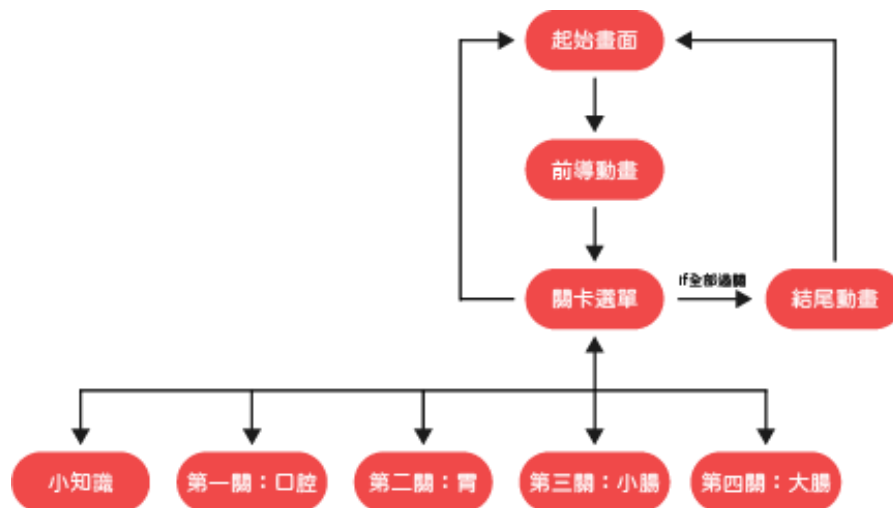 起始畫面
前導動畫
關卡選單
If全部過關
結尾動畫
小知識
第一關：口腔
第二關：胃
第三關：小腸
第四關：大腸